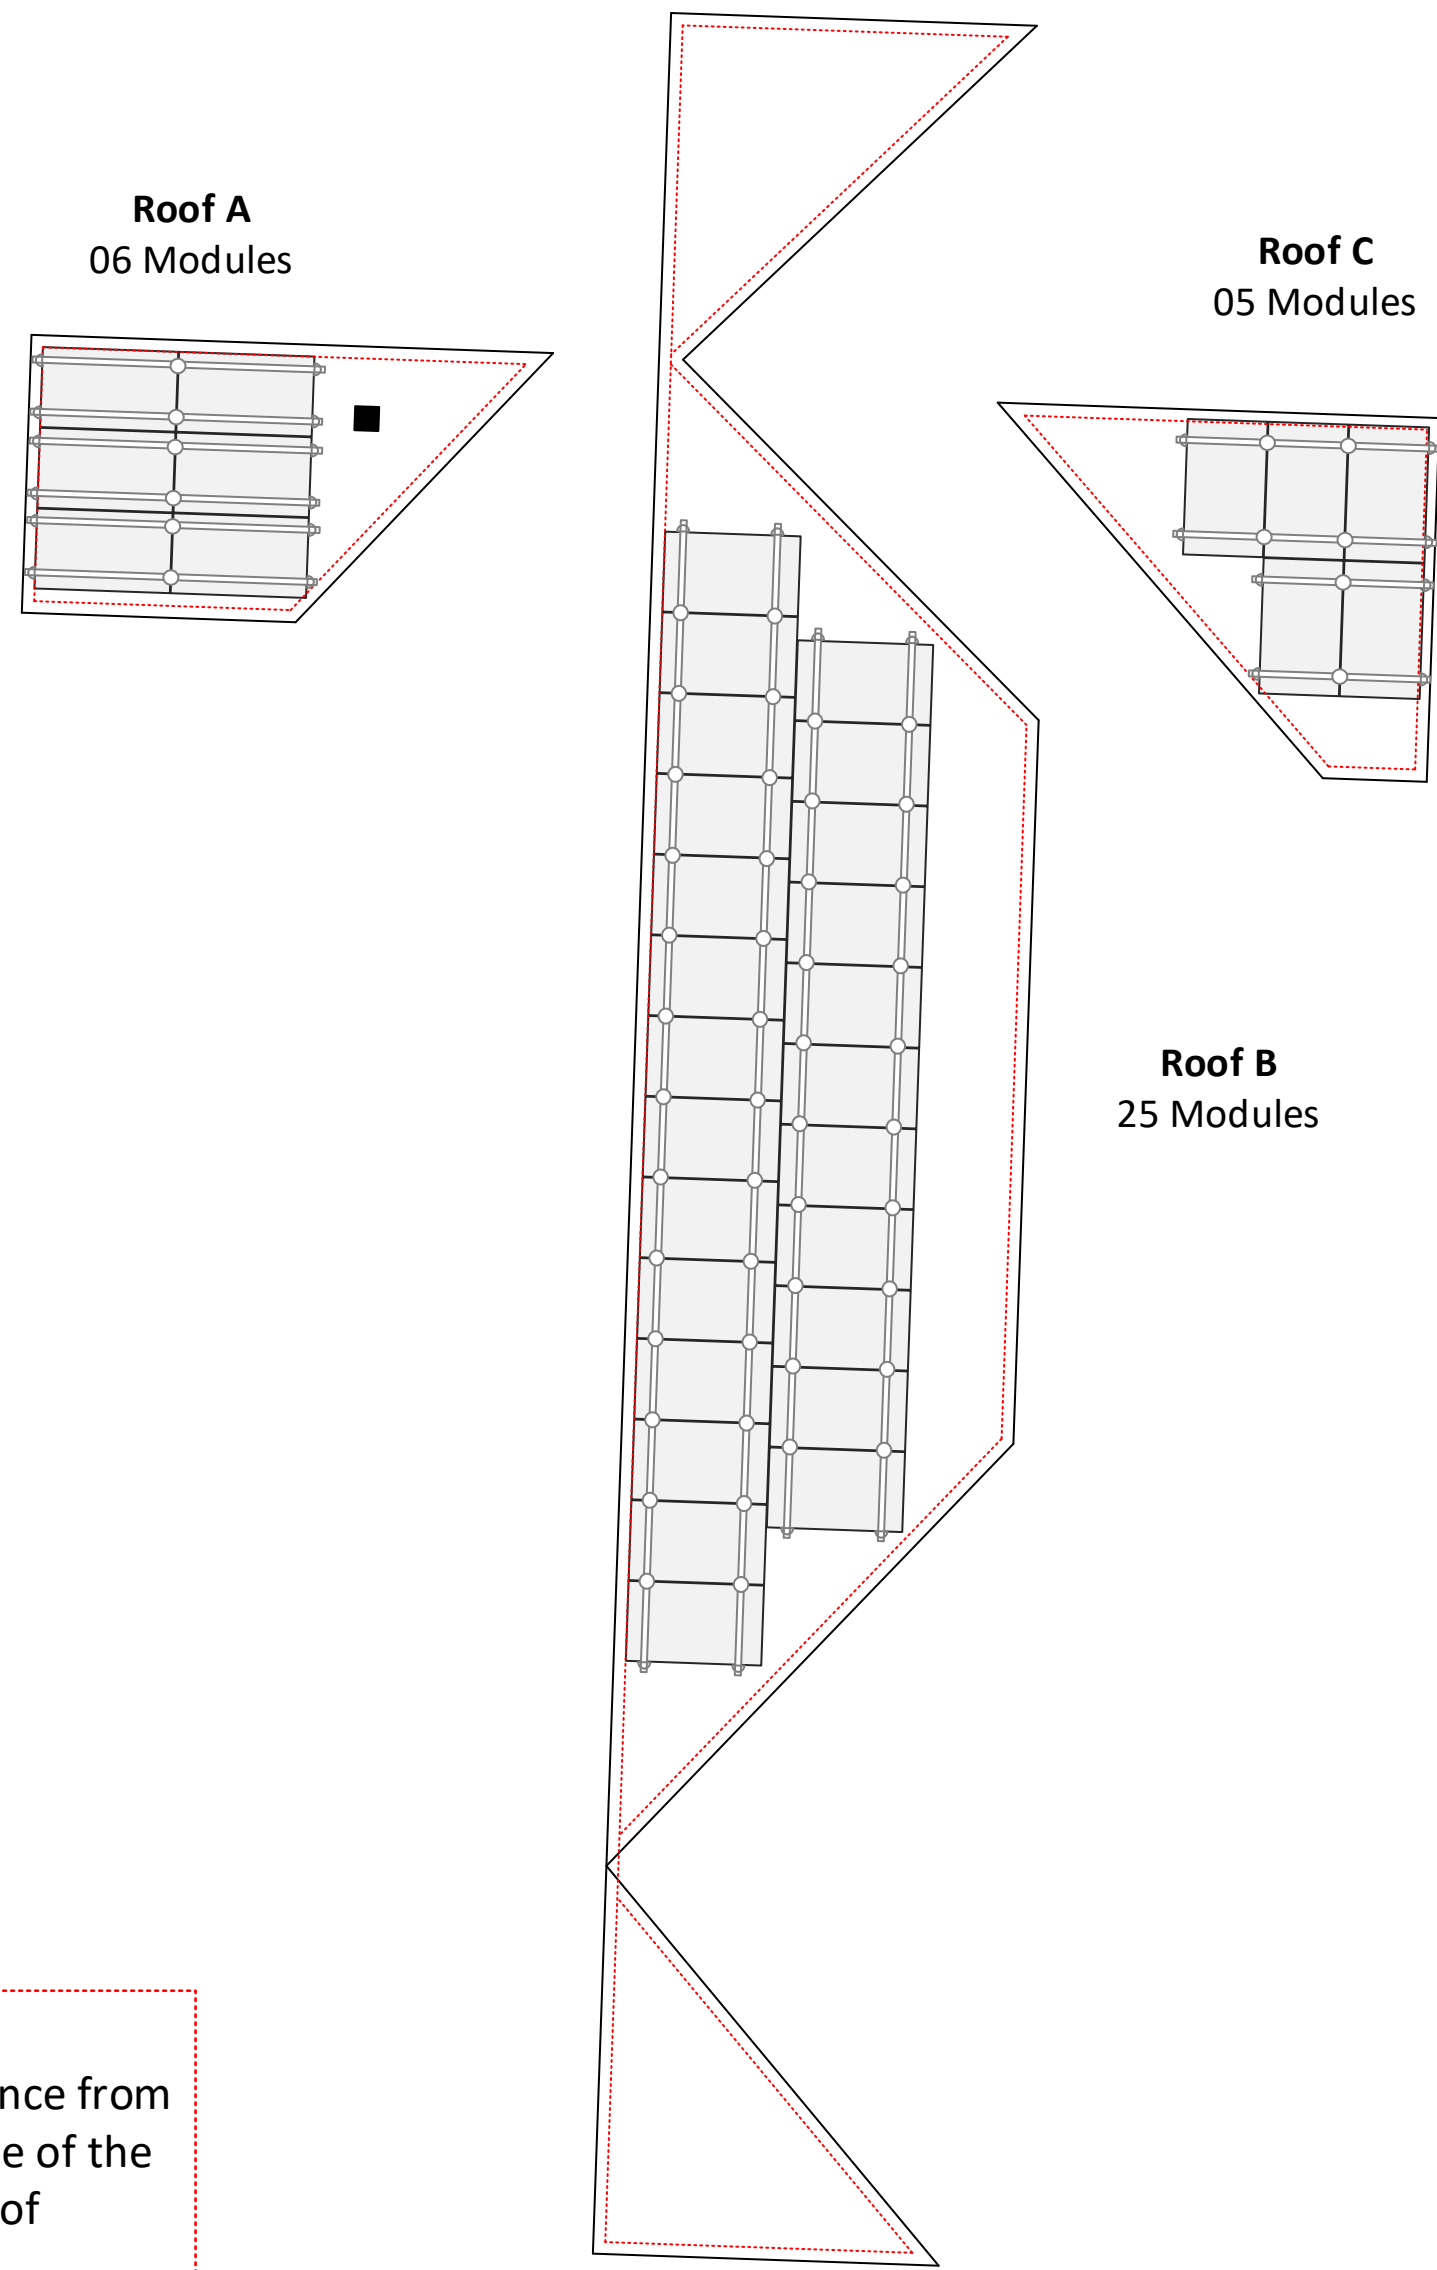 Roof A
06 Modules
Roof C
05 Modules
Roof B
25 Modules
nce from
e of the
of